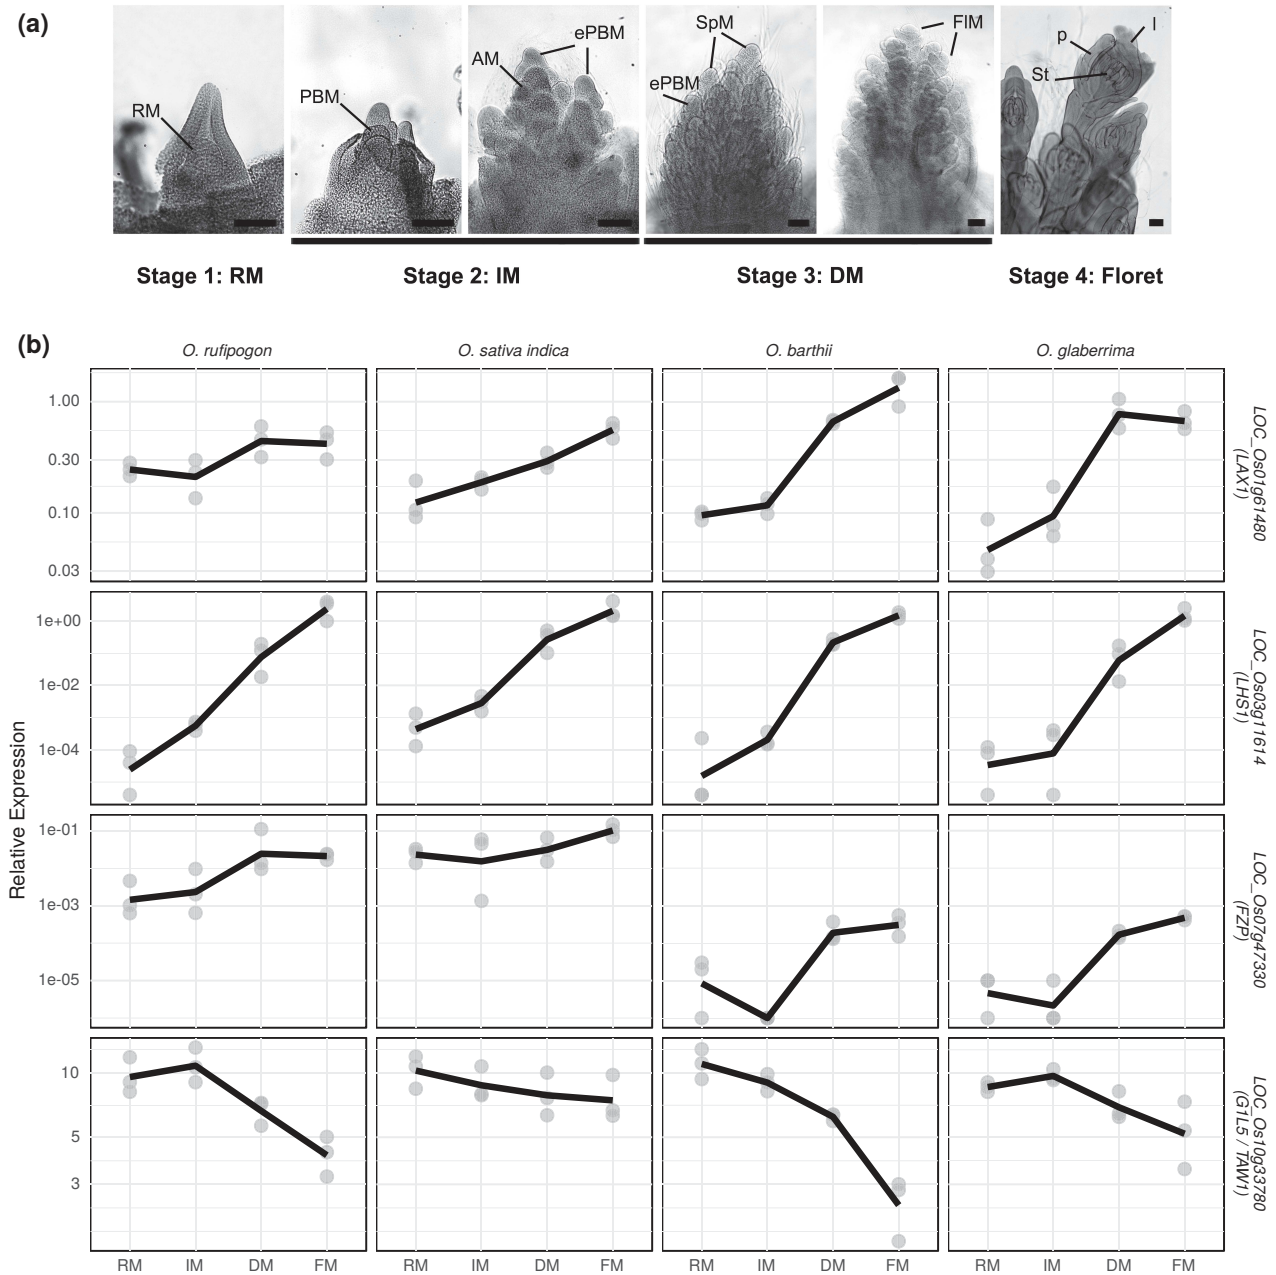 (a)
RM
PBM
AM
ePBM
SpM
ePBM
FlM
p
l
St
Stage 1: RM
Stage 2: IM
Stage 3: DM
Stage 4: Floret
(b)
O. rufipogon
O. sativa indica
O. barthii
O. glaberrima
Relative Expression
1.00
0.30
0.10
0.03
LOC_Os01g61480
(LAX1)
1e+00
1e-02
1e-04
LOC_Os03g11614
(LHS1)
1e-01
1e-03
1e-05
LOC_Os07g47330
(FZP)
10
5
3
LOC_Os10g33780
(G1L5 / TAW1)
RM IM DM FM
RM IM DM FM
RM IM DM FM
RM IM DM FM